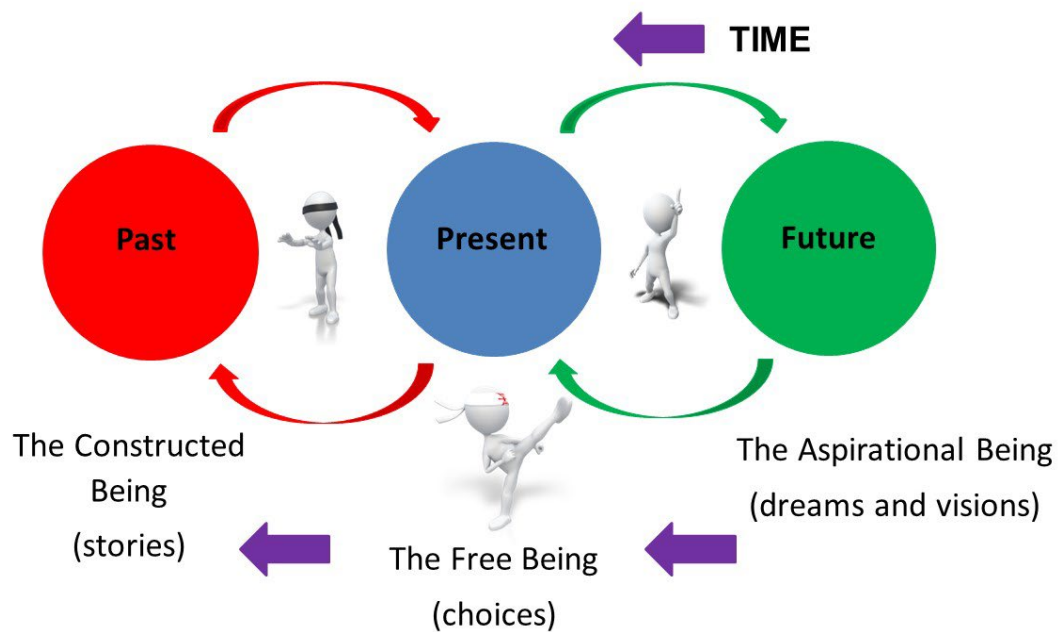 TIME
Past
Present
Future
The Constructed
Being
(stories)
The Free Being
(choices)
The Aspirational Being
(dreams and visions)